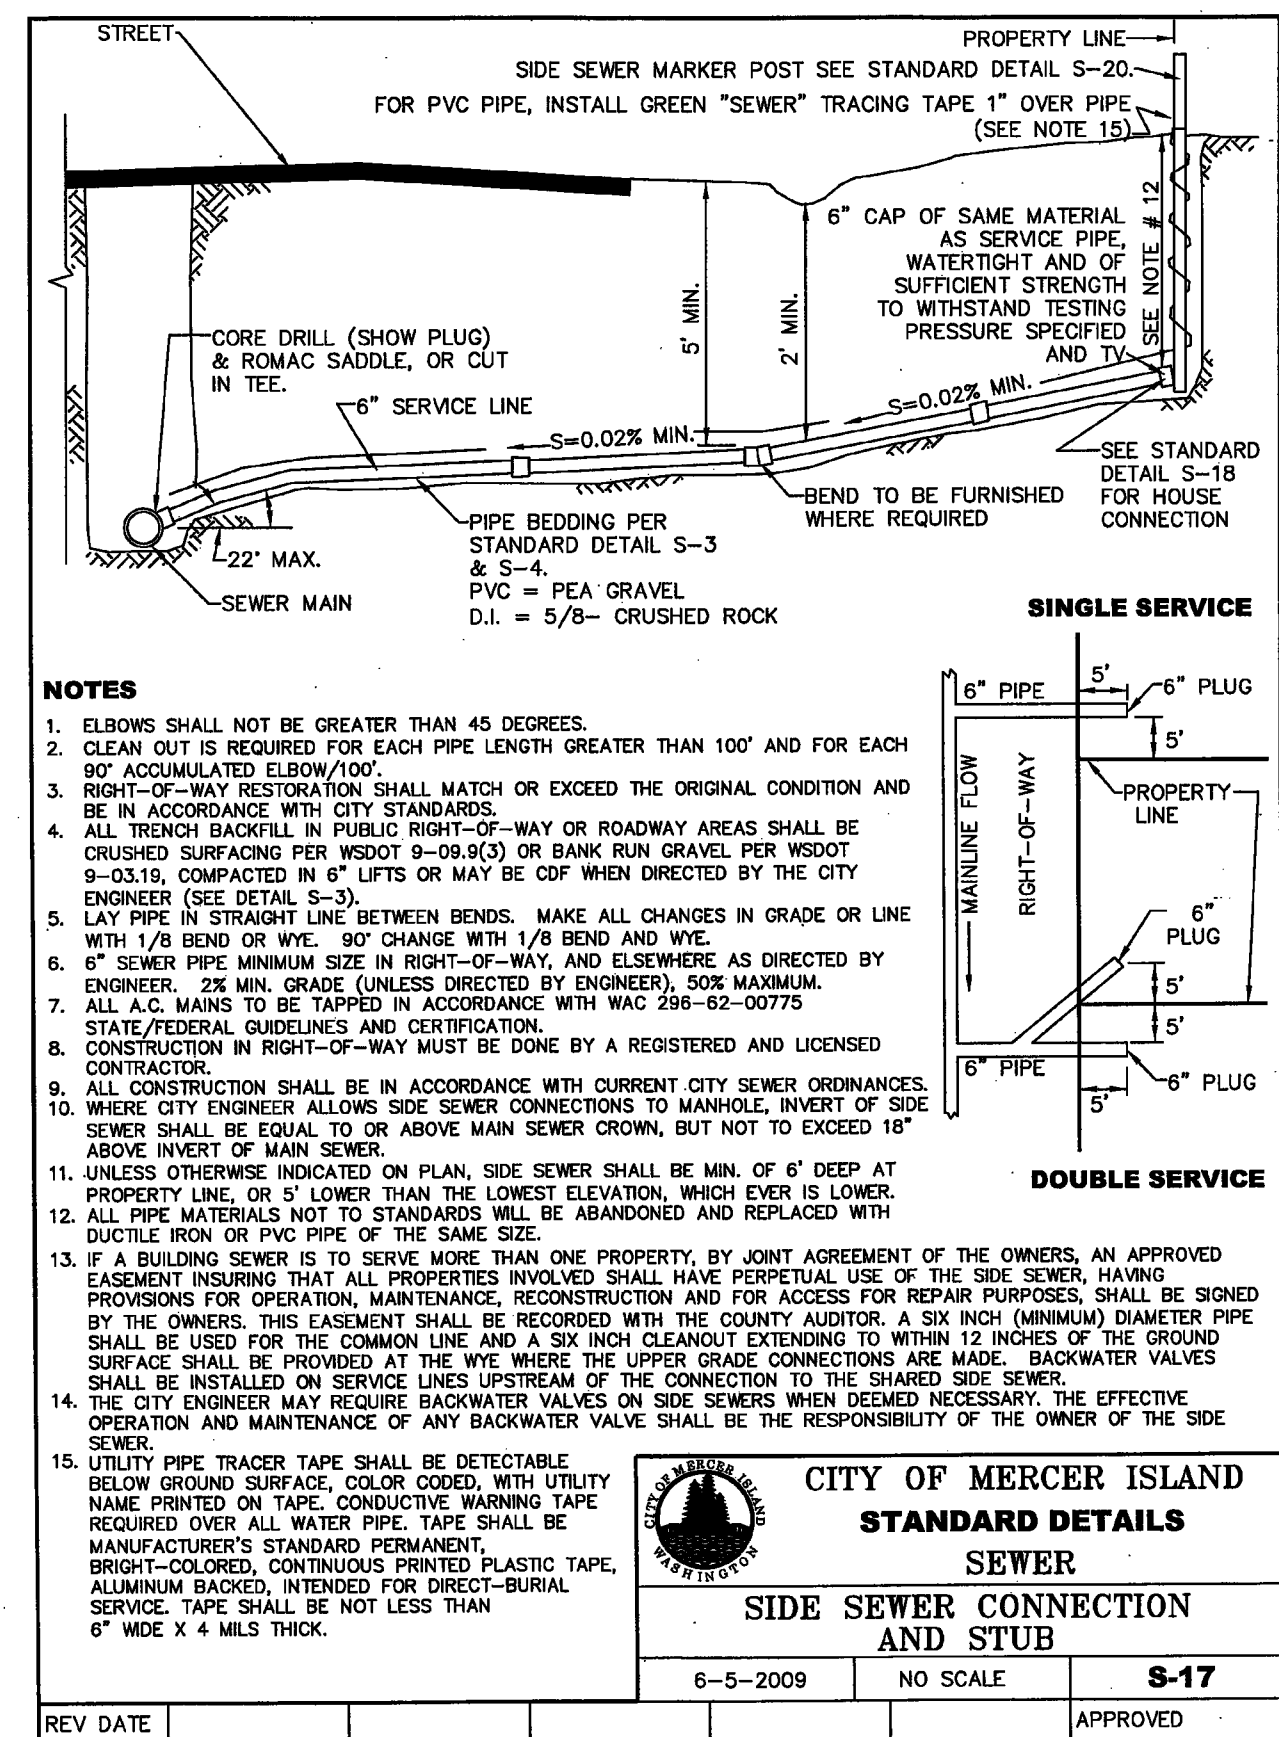 STREET
PROPERTY LINE
SIDE SEWER MARKER POST SEE STANDARD DETAIL S-20.
FOR PVC PIPE, INSTALL GREEN "SEWER" TRACING TAPE 1" OVER PIPE
(SEE NOTE 15)
6" CAP OF SAME MATERIAL
AS SERVICE PIPE,
WATERTIGHT AND OF
SUFFICIENT STRENGTH
TO WITHSTAND TESTING
PRESSURE SPECIFIED
AND TV
SEE NOTE # 12
5' MIN.
2' MIN.
CORE DRILL (SHOW PLUG)
& ROMAC SADDLE, OR CUT
IN TEE.
6" SERVICE LINE
S=0.02% MIN.
S=0.02% MIN.
SEE STANDARD
DETAIL S-18
FOR HOUSE
CONNECTION
BEND TO BE FURNISHED
WHERE REQUIRED
PIPE BEDDING PER
STANDARD DETAIL S-3
& S-4.
PVC = PEA GRAVEL
D.I. = 5/8- CRUSHED ROCK
22° MAX.
SEWER MAIN
SINGLE SERVICE
6" PIPE
5'
6" PLUG
5'
PROPERTY
LINE
MAINLINE FLOW
RIGHT-OF-WAY
6"
PLUG
5'
5'
6" PIPE
5'
6" PLUG
DOUBLE SERVICE
NOTES
1. ELBOWS SHALL NOT BE GREATER THAN 45 DEGREES.
2. CLEAN OUT IS REQUIRED FOR EACH PIPE LENGTH GREATER THAN 100' AND FOR EACH
90° ACCUMULATED ELBOW/100'.
3. RIGHT-OF-WAY RESTORATION SHALL MATCH OR EXCEED THE ORIGINAL CONDITION AND
BE IN ACCORDANCE WITH CITY STANDARDS.
4. ALL TRENCH BACKFILL IN PUBLIC RIGHT-OF-WAY OR ROADWAY AREAS SHALL BE
CRUSHED SURFACING PER WSDOT 9-09.9(3) OR BANK RUN GRAVEL PER WSDOT
9-03.19, COMPACTED IN 6" LIFTS OR MAY BE CDF WHEN DIRECTED BY THE CITY
ENGINEER (SEE DETAIL S-3).
5. LAY PIPE IN STRAIGHT LINE BETWEEN BENDS. MAKE ALL CHANGES IN GRADE OR LINE
WITH 1/8 BEND OR WYE. 90° CHANGE WITH 1/8 BEND AND WYE.
6. 6" SEWER PIPE MINIMUM SIZE IN RIGHT-OF-WAY, AND ELSEWHERE AS DIRECTED BY
ENGINEER. 2% MIN. GRADE (UNLESS DIRECTED BY ENGINEER), 50% MAXIMUM.
7. ALL A.C. MAINS TO BE TAPPED IN ACCORDANCE WITH WAC 296-62-00775
STATE/FEDERAL GUIDELINES AND CERTIFICATION.
8. CONSTRUCTION IN RIGHT-OF-WAY MUST BE DONE BY A REGISTERED AND LICENSED
CONTRACTOR.
9. ALL CONSTRUCTION SHALL BE IN ACCORDANCE WITH CURRENT CITY SEWER ORDINANCES.
10. WHERE CITY ENGINEER ALLOWS SIDE SEWER CONNECTIONS TO MANHOLE, INVERT OF SIDE
SEWER SHALL BE EQUAL TO OR ABOVE MAIN SEWER CROWN, BUT NOT TO EXCEED 18"
ABOVE INVERT OF MAIN SEWER.
11. UNLESS OTHERWISE INDICATED ON PLAN, SIDE SEWER SHALL BE MIN. OF 6' DEEP AT
PROPERTY LINE, OR 5' LOWER THAN THE LOWEST ELEVATION, WHICH EVER IS LOWER.
12. ALL PIPE MATERIALS NOT TO STANDARDS WILL BE ABANDONED AND REPLACED WITH
DUCTILE IRON OR PVC PIPE OF THE SAME SIZE.
13. IF A BUILDING SEWER IS TO SERVE MORE THAN ONE PROPERTY, BY JOINT AGREEMENT OF THE OWNERS, AN APPROVED
EASEMENT INSURING THAT ALL PROPERTIES INVOLVED SHALL HAVE PERPETUAL USE OF THE SIDE SEWER, HAVING
PROVISIONS FOR OPERATION, MAINTENANCE, RECONSTRUCTION AND FOR ACCESS FOR REPAIR PURPOSES, SHALL BE SIGNED
BY THE OWNERS. THIS EASEMENT SHALL BE RECORDED WITH THE COUNTY AUDITOR. A SIX INCH (MINIMUM) DIAMETER PIPE
SHALL BE USED FOR THE COMMON LINE AND A SIX INCH CLEANOUT EXTENDING TO WITHIN 12 INCHES OF THE GROUND
SURFACE SHALL BE PROVIDED AT THE WYE WHERE THE UPPER GRADE CONNECTIONS ARE MADE. BACKWATER VALVES
SHALL BE INSTALLED ON SERVICE LINES UPSTREAM OF THE CONNECTION TO THE SHARED SIDE SEWER.
14. THE CITY ENGINEER MAY REQUIRE BACKWATER VALVES ON SIDE SEWERS WHEN DEEMED NECESSARY. THE EFFECTIVE
OPERATION AND MAINTENANCE OF ANY BACKWATER VALVE SHALL BE THE RESPONSIBILITY OF THE OWNER OF THE SIDE
SEWER.
15. UTILITY PIPE TRACER TAPE SHALL BE DETECTABLE
BELOW GROUND SURFACE, COLOR CODED, WITH UTILITY
NAME PRINTED ON TAPE. CONDUCTIVE WARNING TAPE
REQUIRED OVER ALL WATER PIPE. TAPE SHALL BE
MANUFACTURER'S STANDARD PERMANENT,
BRIGHT-COLORED, CONTINUOUS PRINTED PLASTIC TAPE,
ALUMINUM BACKED, INTENDED FOR DIRECT-BURIAL
SERVICE. TAPE SHALL BE NOT LESS THAN
6" WIDE X 4 MILS THICK.
CITY OF MERCER ISLAND
WASHINGTON
CITY OF MERCER ISLAND
STANDARD DETAILS
SEWER
SIDE SEWER CONNECTION
AND STUB
6-5-2009
NO SCALE
S-17
REV DATE
APPROVED